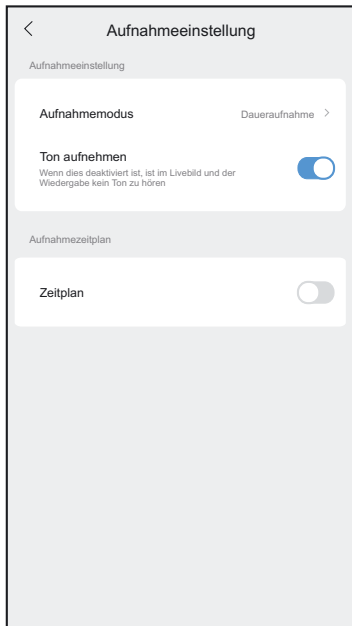 Aufnahmeeinstellung
Aufnahmeeinstellung
Aufnahmemodus Daueraufnahme
Ton aufnehmen
Wenn dies deaktiviert ist, ist im Livebild und der
Wiedergabe kein Ton zu hören
Aufnahmezeitplan
Zeitplan